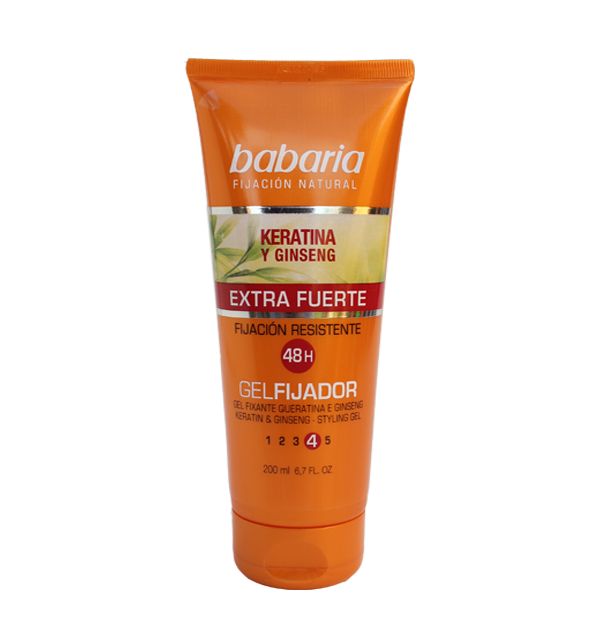 babaria
FIJACIÓN NATURAL
KERATINA
Y GINSENG
EXTRA FUERTE
FIJACIÓN RESISTENTE
48H
GELFIJADOR
GEL FIXANTE QUERATINA E GINSENG
KERATIN & GINSENG - STYLING GEL
1 2 3 4 5
200 ml 6,7 FL. OZ